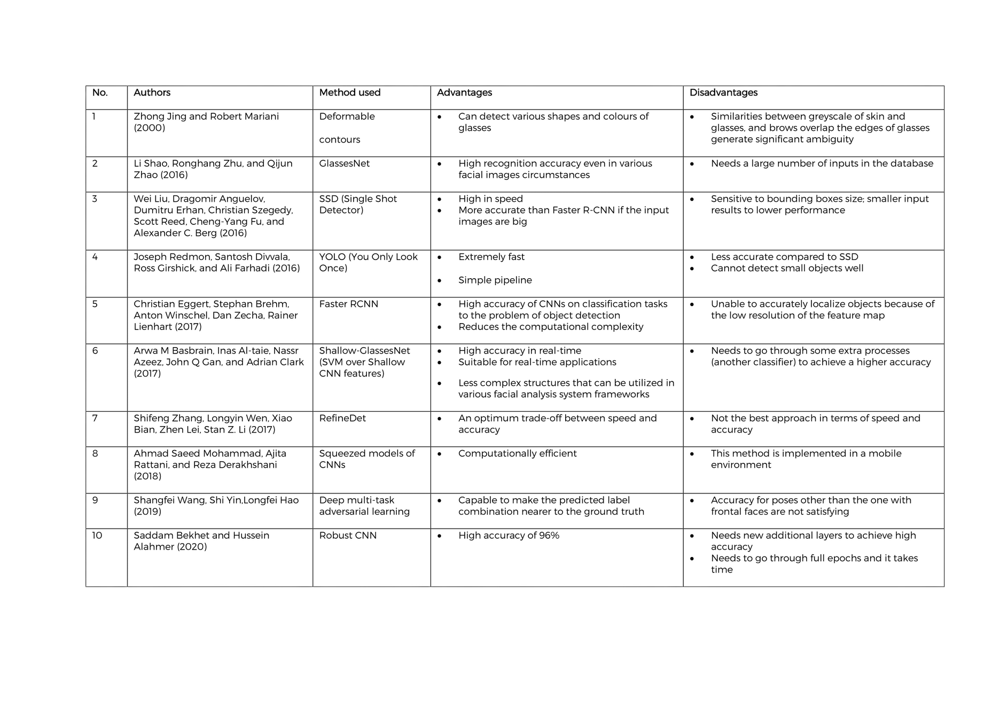 No.
Authors
Method used
Advantages
Disadvantages
1
Zhong Jing and Robert Mariani
(2000)
Deformable
contours
• Can detect various shapes and colours of
glasses
• Similarities between greyscale of skin and
glasses, and brows overlap the edges of glasses
generate significant ambiguity
2
Li Shao, Ronghang Zhu, and Qijun
Zhao (2016)
GlassesNet
• High recognition accuracy even in various
facial images circumstances
• Needs a large number of inputs in the database
3
Wei Liu, Dragomir Anguelov,
Dumitru Erhan, Christian Szegedy,
Scott Reed, Cheng-Yang Fu, and
Alexander C. Berg (2016)
SSD (Single Shot
Detector)
• High in speed
• More accurate than Faster R-CNN if the input
images are big
• Sensitive to bounding boxes size; smaller input
results to lower performance
4
Joseph Redmon, Santosh Divvala,
Ross Girshick, and Ali Farhadi (2016)
YOLO (You Only Look
Once)
• Extremely fast
• Simple pipeline
• Less accurate compared to SSD
• Cannot detect small objects well
5
Christian Eggert, Stephan Brehm,
Anton Winschel, Dan Zecha, Rainer
Lienhart (2017)
Faster RCNN
• High accuracy of CNNs on classification tasks
to the problem of object detection
• Reduces the computational complexity
• Unable to accurately localize objects because of
the low resolution of the feature map
6
Arwa M Basbrain, Inas Al-taie, Nassr
Azeez, John Q Gan, and Adrian Clark
(2017)
Shallow-GlassesNet
(SVM over Shallow
CNN features)
• High accuracy in real-time
• Suitable for real-time applications
• Less complex structures that can be utilized in
various facial analysis system frameworks
• Needs to go through some extra processes
(another classifier) to achieve a higher accuracy
7
Shifeng Zhang, Longyin Wen, Xiao
Bian, Zhen Lei, Stan Z. Li (2017)
RefineDet
• An optimum trade-off between speed and
accuracy
• Not the best approach in terms of speed and
accuracy
8
Ahmad Saeed Mohammad, Ajita
Rattani, and Reza Derakhshani
(2018)
Squeezed models of
CNNs
• Computationally efficient
• This method is implemented in a mobile
environment
9
Shangfei Wang, Shi Yin,Longfei Hao
(2019)
Deep multi-task
adversarial learning
• Capable to make the predicted label
combination nearer to the ground truth
• Accuracy for poses other than the one with
frontal faces are not satisfying
10
Saddam Bekhet and Hussein
Alahmer (2020)
Robust CNN
• High accuracy of 96%
• Needs new additional layers to achieve high
accuracy
• Needs to go through full epochs and it takes
time